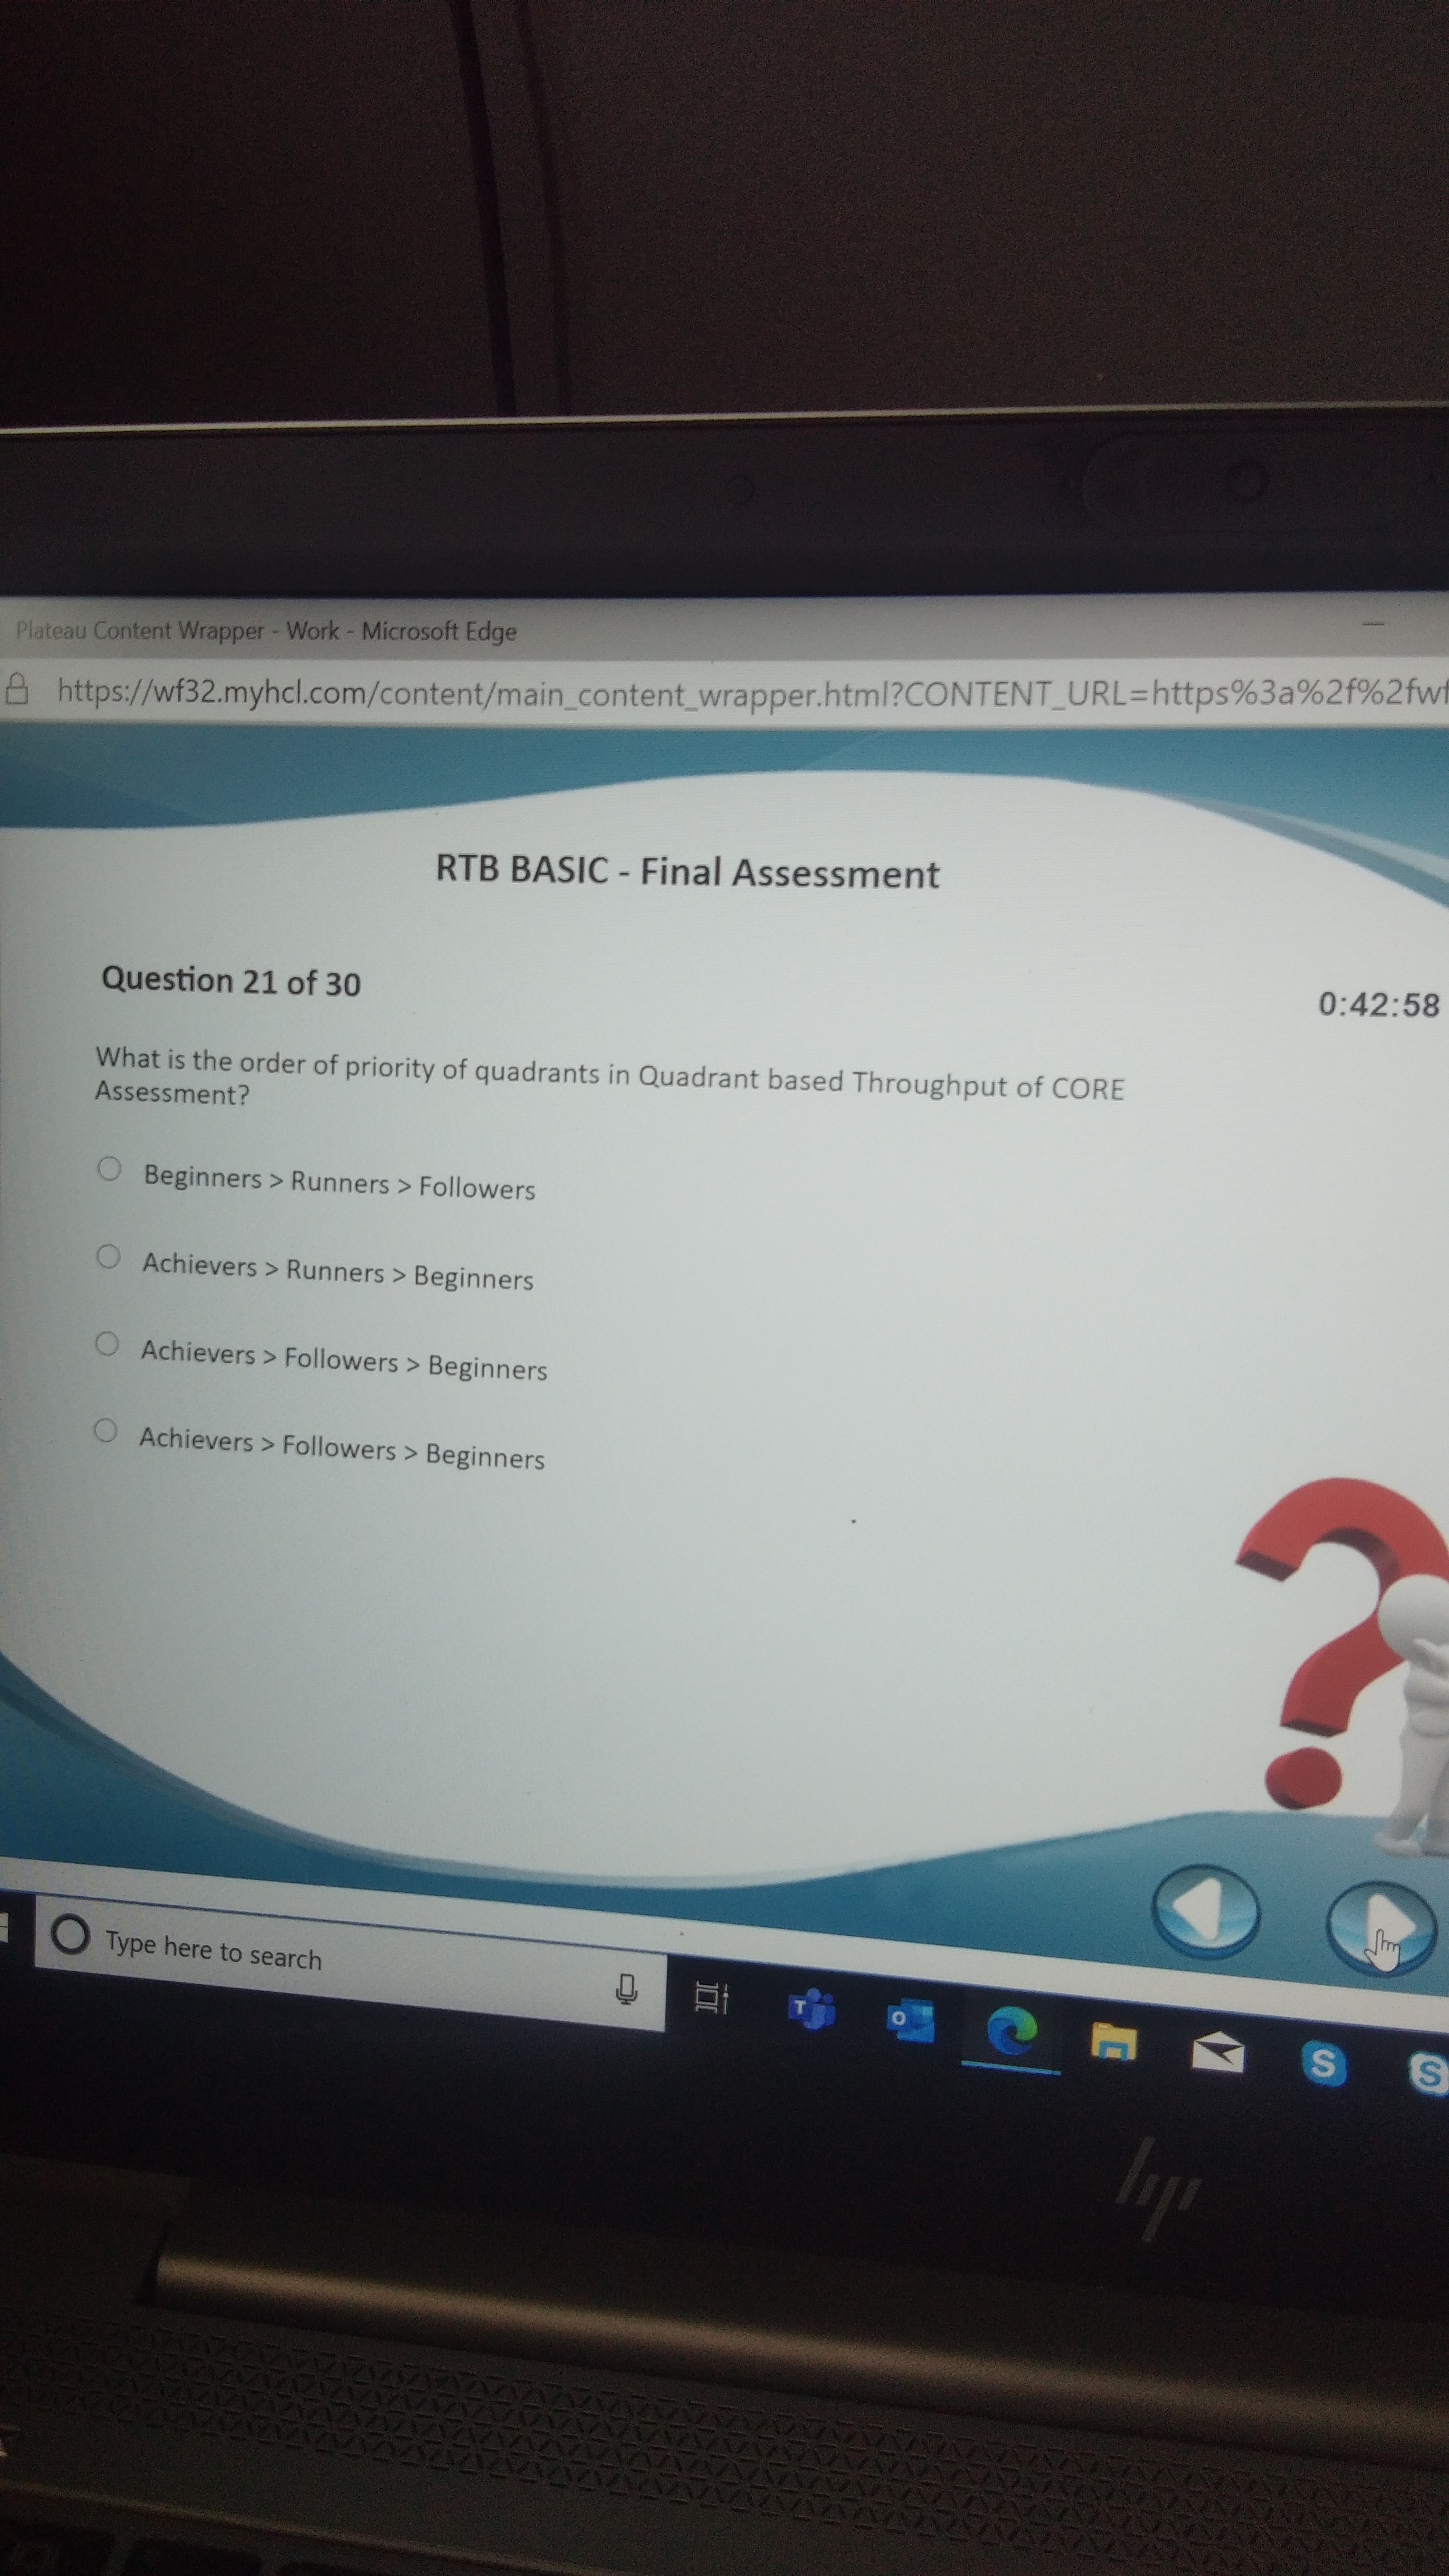 Plateau Content Wrapper - Work - Microsoft Edge
https://wf32.myhcl.com/content/main_content_wrapper.html?CONTENT_URL=https%3a%2f%2fwf
RTB BASIC - Final Assessment
Question 21 of 30
0:42:58
What is the order of priority of quadrants in Quadrant based Throughput of CORE
Assessment?
Beginners > Runners > Followers
Achievers > Runners > Beginners
Achievers > Followers > Beginners
Achievers > Followers > Beginners
?
Type here to search
T
O
S
S
hp